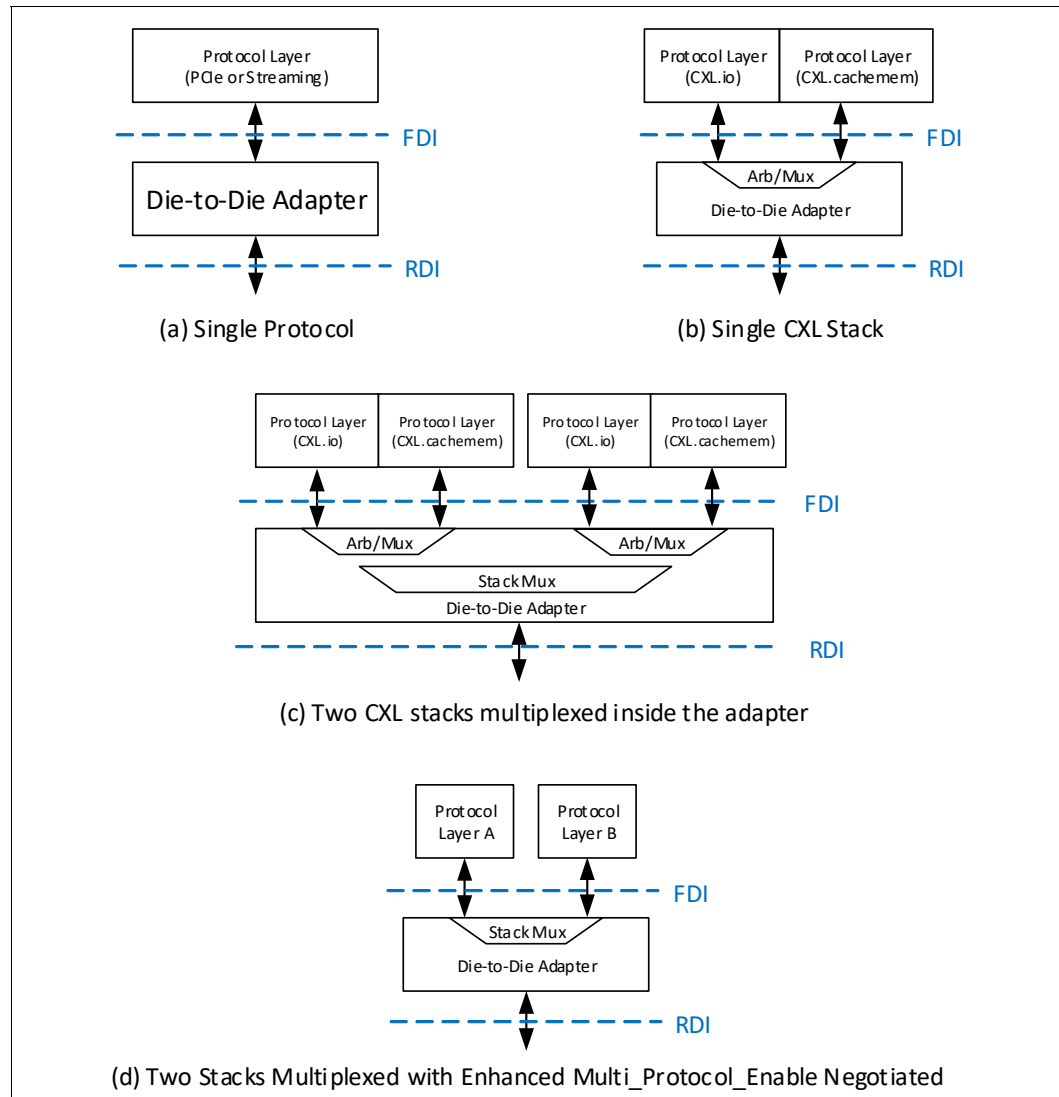 Protocol Layer
(PCIe or Streaming)
FDI
Die-to-Die Adapter
RDI
(a) Single Protocol
Protocol Layer
(CXL.io)
Protocol Layer
(CXL.cachemem)
FDI
Arb/Mux
Die-to-Die Adapter
RDI
(b) Single CXL Stack
Protocol Layer
(CXL.io)
Protocol Layer
(CXL.cachemem)
Protocol Layer
(CXL.io)
Protocol Layer
(CXL.cachemem)
FDI
Arb/Mux
Arb/Mux
Stack Mux
Die-to-Die Adapter
RDI
(c) Two CXL stacks multiplexed inside the adapter
Protocol
Layer A
Protocol
Layer B
FDI
Stack Mux
Die-to-Die Adapter
RDI
(d) Two Stacks Multiplexed with Enhanced Multi_Protocol_Enable Negotiated